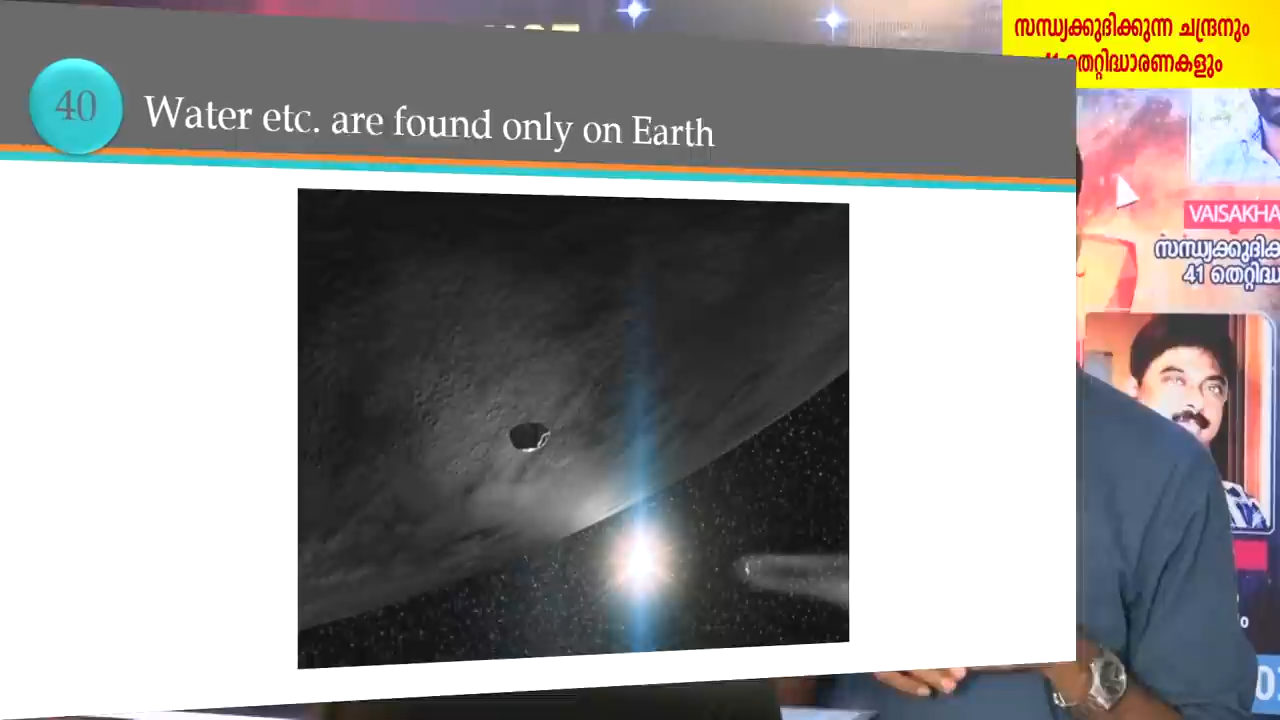 സന്ധ്യക്കുദിക്കുന്ന ചന്ദ്രനും
തെറ്റിദ്ധാരണകളും
40
Water etc. are found only on Earth
VAISAKHA
സന്ധ്യക്കുദിക
41 തെറ്റിദ്ധ